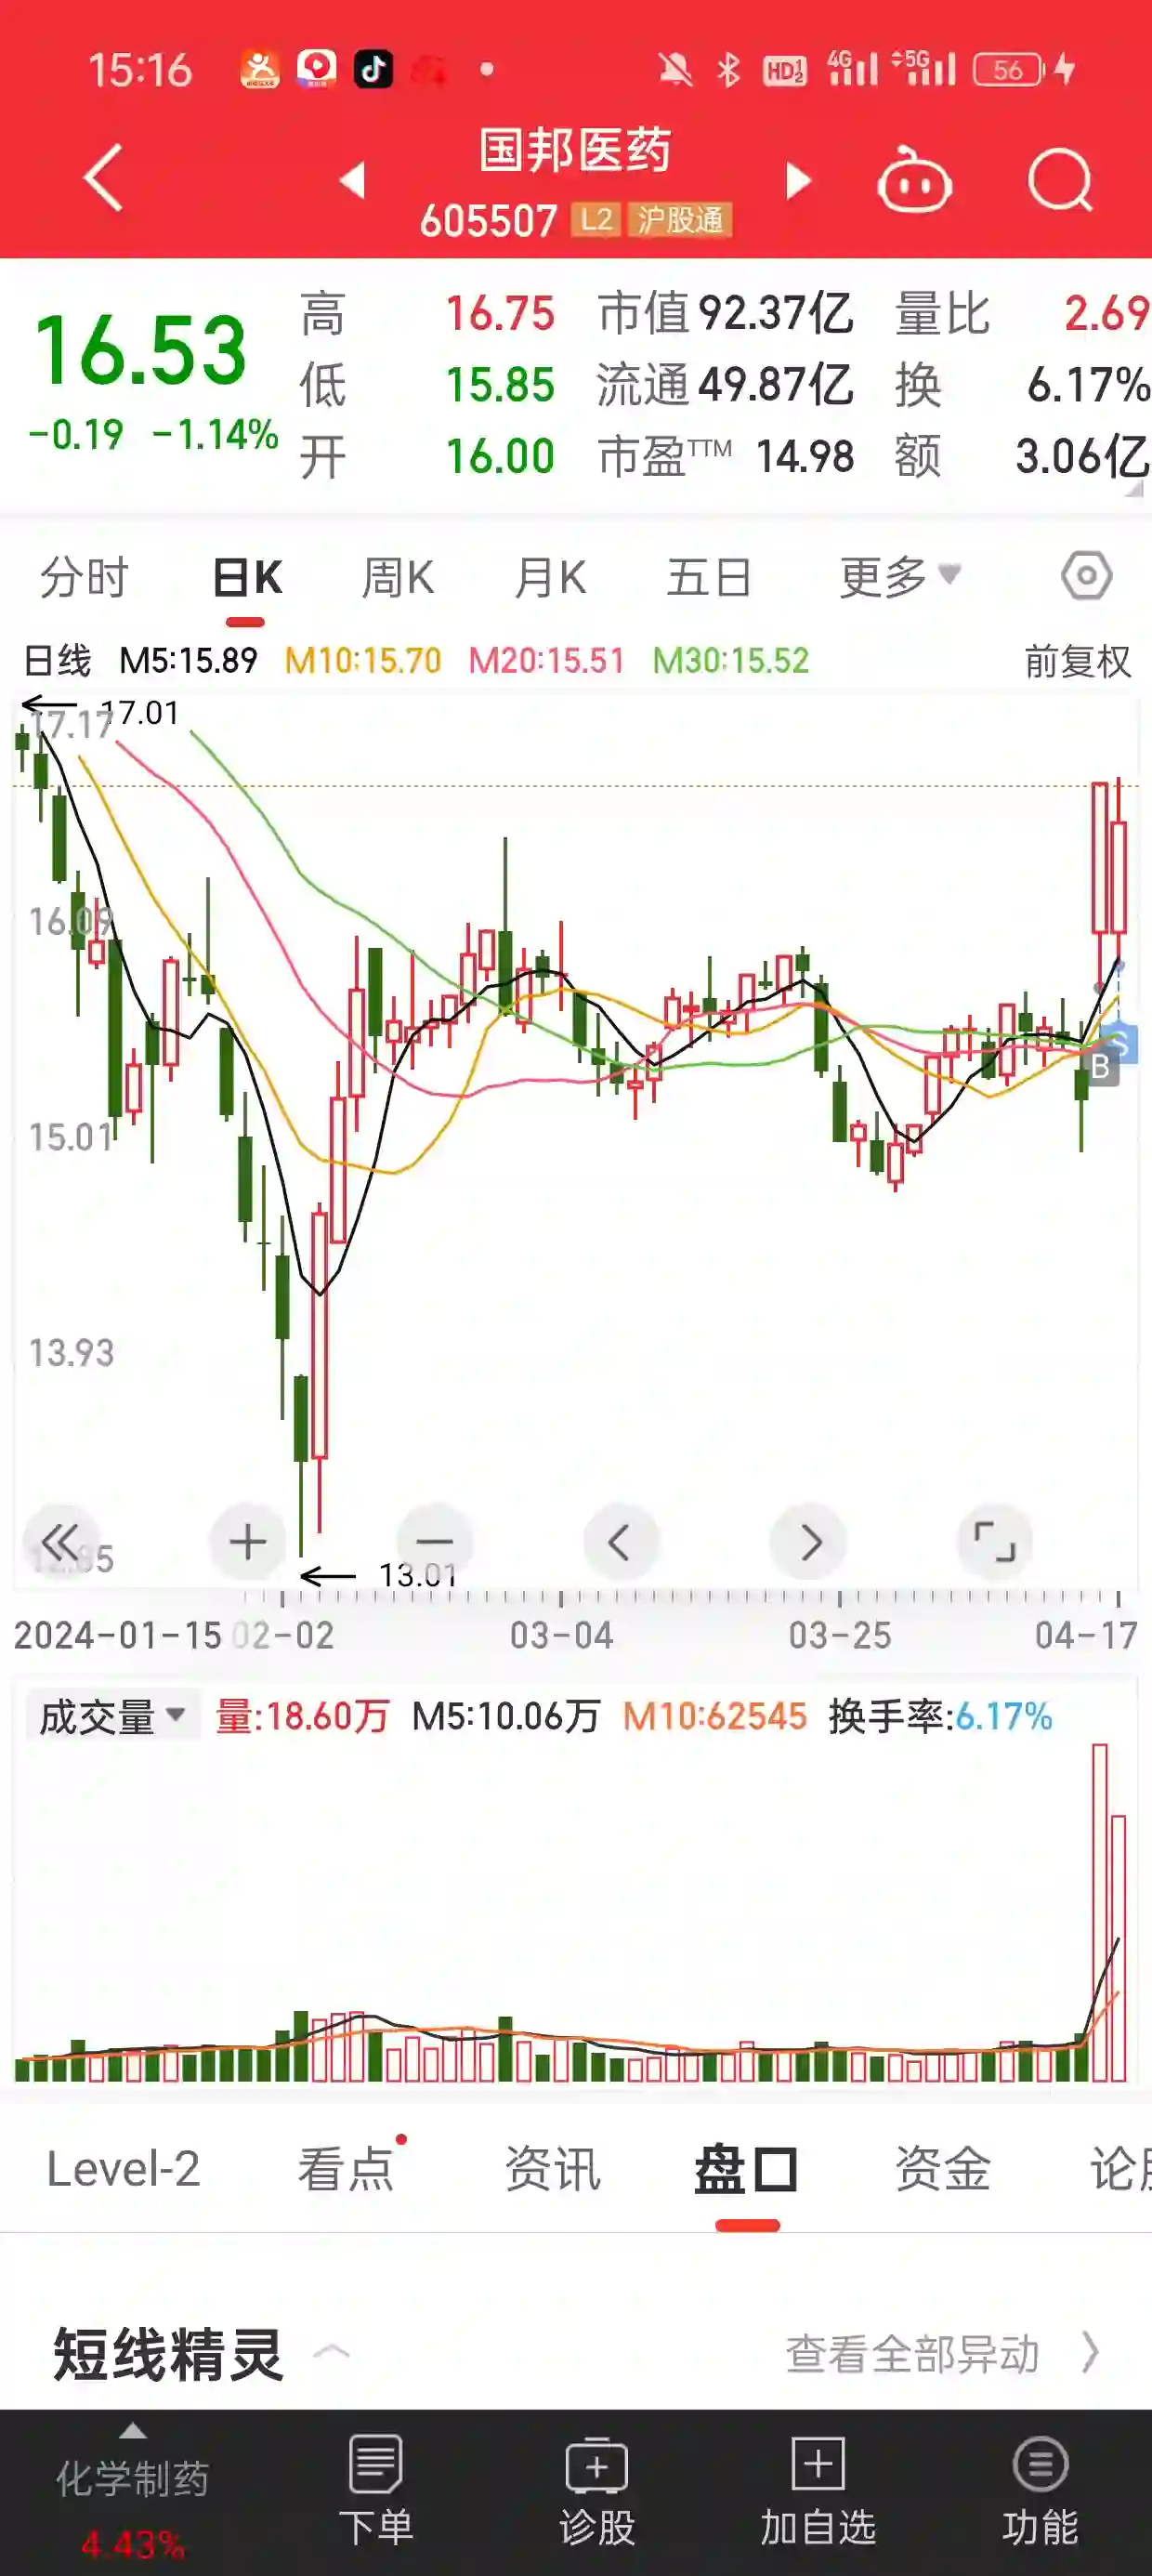 15:16 HD1 2 4G 5G 56
国邦医药
605507 L2 沪股通
16.53
-0.19 -1.14%
高 16.75 市值 92.37亿 量比 2.69
低 15.85 流通 49.87亿 换 6.17%
开 16.00 市盈TTM 14.98 额 3.06亿
分时 日K 周K 月K 五日 更多
日线 M5:15.89 M10:15.70 M20:15.51 M30:15.52 前复权
17.01
17.17
16.09
S
B
15.01
13.93
13.01
2024-01-15 02-02 03-04 03-25 04-17
成交量 量:18.60万 M5:10.06万 M10:62545 换手率:6.17%
Level-2 看点 资讯 盘口 资金 论
短线精灵 查看全部异动
化学制药 下单 诊股 加自选 功能
4.43%